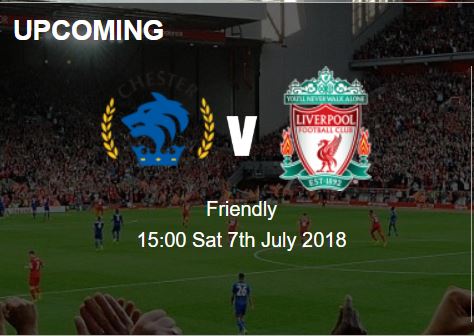 UPCOMING
CHESTER
V
YOU'LL NEVER WALK ALONE
LIVERPOOL
FOOTBALL CLUB
EST·1892
Friendly
15:00 Sat 7th July 2018
26